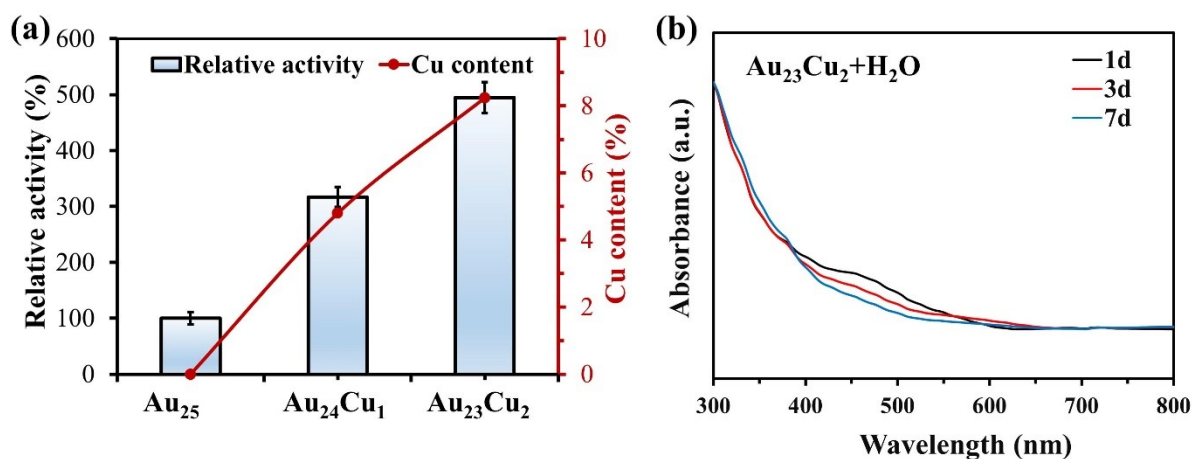 (a)
600
500
400
300
200
100
0
Relative activity (%)
Relative activity
Cu content
10
8
6
4
2
0
Cu content (%)
Au₂₅
Au₂₄Cu₁
Au₂₃Cu₂
(b)
Au₂₃Cu₂+H₂O
1d
3d
7d
Absorbance (a.u.)
300
400
500
600
700
800
Wavelength (nm)